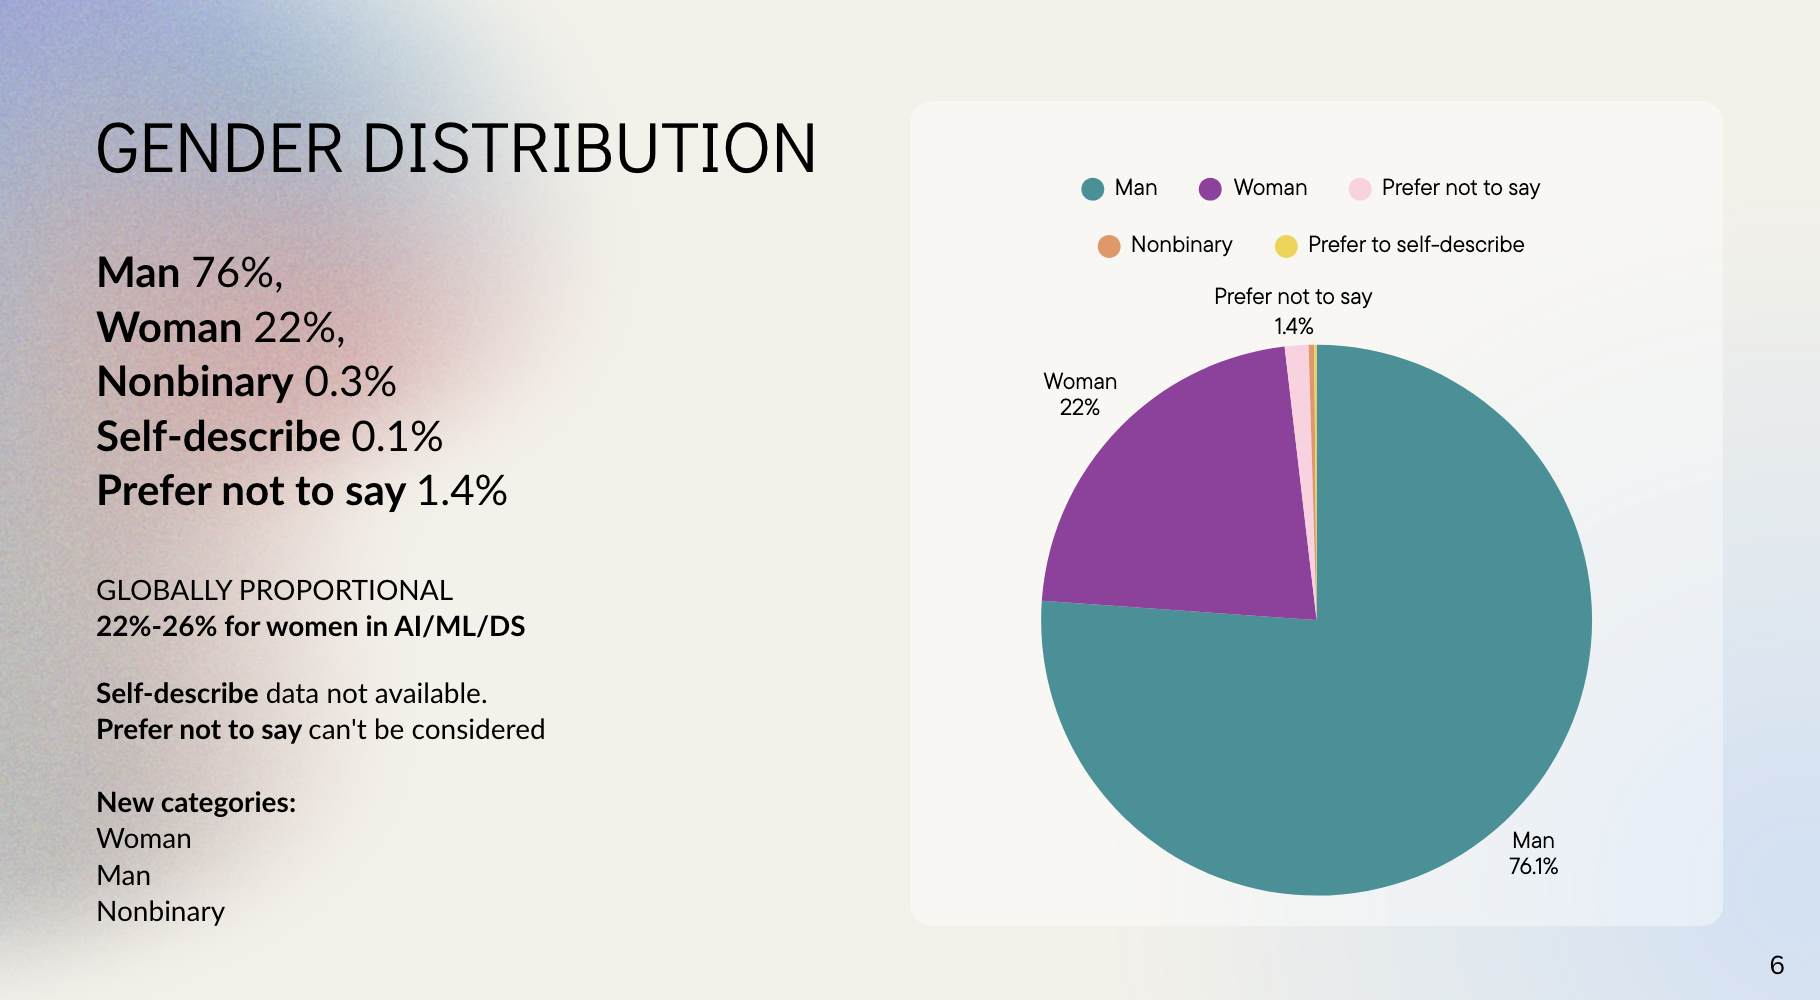 GENDER DISTRIBUTION
Man 76%,
Woman 22%,
Nonbinary 0.3%
Self-describe 0.1%
Prefer not to say 1.4%
GLOBALLY PROPORTIONAL
22%-26% for women in AI/ML/DS
Self-describe data not available.
Prefer not to say can't be considered
New categories:
Woman
Man
Nonbinary
Man Woman Prefer not to say
Nonbinary Prefer to self-describe
Prefer not to say
1.4%
Woman
22%
Man
76.1%
6